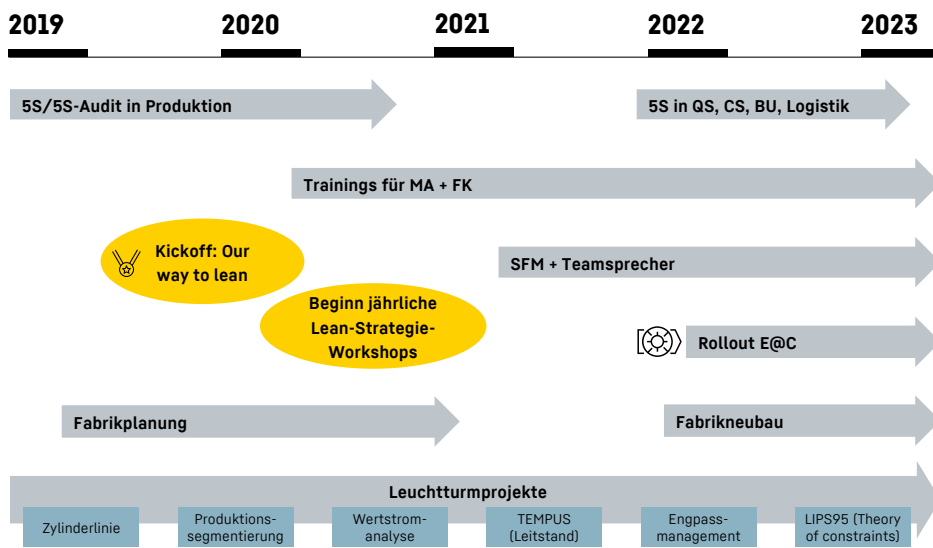 2019 2020 2021 2022 2023
5S/5S-Audit in Produktion
5S in QS, CS, BU, Logistik
Trainings für MA + FK
Kickoff: Our
way to lean
SFM + Teamsprecher
Beginn jährliche
Lean-Strategie-
Workshops
Rollout E@C
Fabrikplanung
Fabrikneubau
Leuchtturmprojekte
Zylinderlinie
Produktions-
segmentierung
Wertstrom-
analyse
TEMPUS
(Leitstand)
Engpass-
management
LIPS95 (Theory
of constraints)